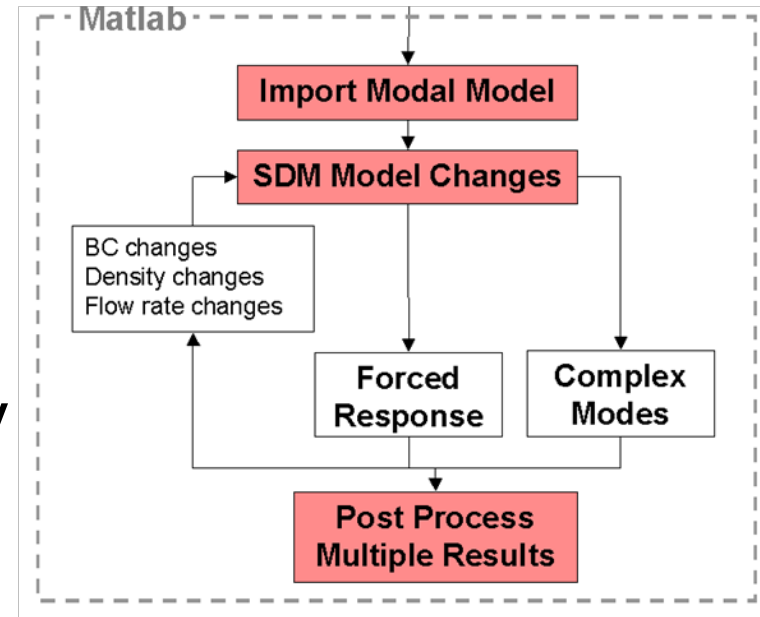 Matlab
Import Modal Model
SDM Model Changes
BC changes
Density changes
Flow rate changes
Forced
Response
Complex
Modes
Post Process
Multiple Results